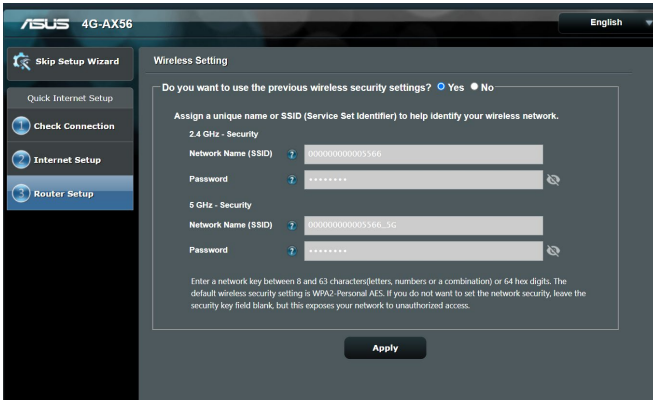 ASUS 4G-AX56
English
Skip Setup Wizard
Quick Internet Setup
1 Check Connection
2 Internet Setup
3 Router Setup
Wireless Setting
Do you want to use the previous wireless security settings? Yes No
Assign a unique name or SSID (Service Set Identifier) to help identify your wireless network.
2.4 GHz - Security
Network Name (SSID) ? 000000000005566
Password ? ••••••••
5 GHz - Security
Network Name (SSID) ? 000000000005566_5G
Password ? ••••••••
Enter a network key between 8 and 63 characters(letters, numbers or a combination) or 64 hex digits. The
default wireless security setting is WPA2-Personal AES. If you do not want to set the network security, leave the
security key field blank, but this exposes your network to unauthorized access.
Apply